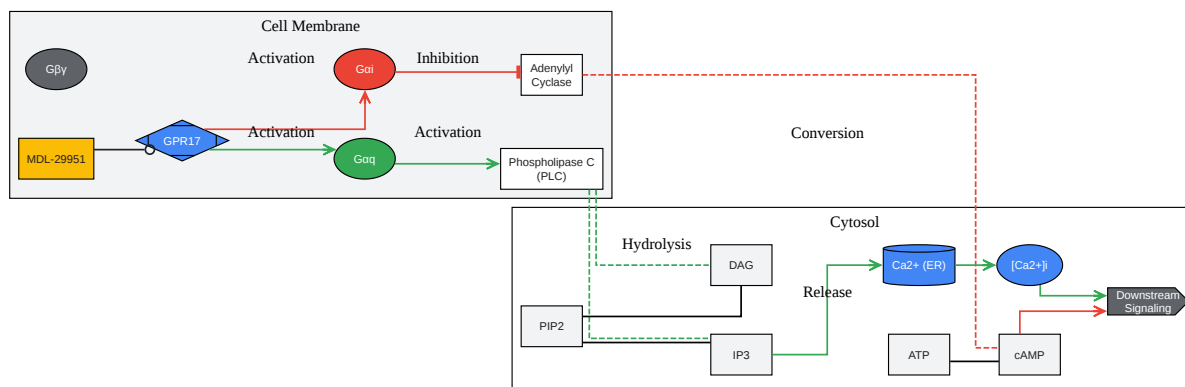 Cell Membrane
Activation
Inhibition
Gβγ
Gαi
Adenylyl
Cyclase
GPR17
Activation
Activation
Conversion
MDL-29951
Gαq
Phospholipase C
(PLC)
Cytosol
Hydrolysis
DAG
Ca2+ (ER)
[Ca2+]i
Release
Downstream
Signaling
PIP2
IP3
ATP
cAMP